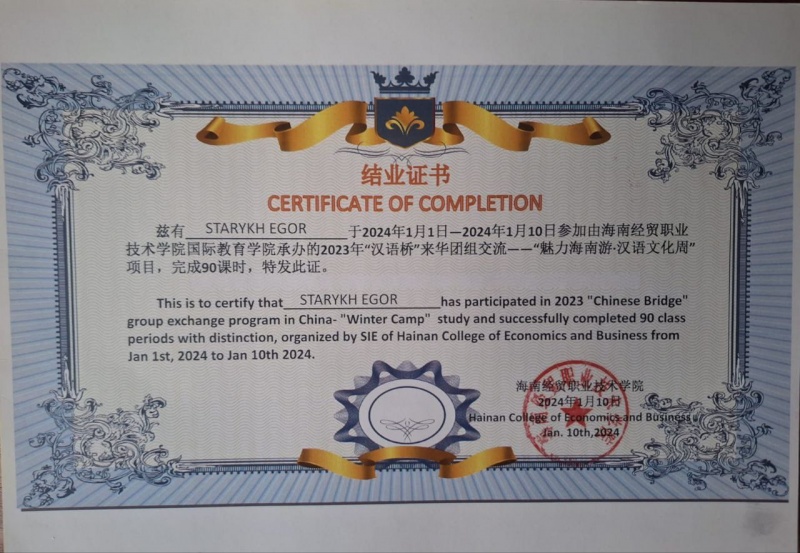 结业证书
CERTIFICATE OF COMPLETION
兹有 STARYKH EGOR 于2024年1月1日—2024年1月10日参加由海南经贸职业
技术学院国际教育学院承办的2023年“汉语桥”来华团组交流——“魅力海南游·汉语文化周”
项目，完成90课时，特发此证。
This is to certify that STARYKH EGOR has participated in 2023 "Chinese Bridge"
group exchange program in China- "Winter Camp" study and successfully completed 90 class
periods with distinction, organized by SIE of Hainan College of Economics and Business from
Jan 1st, 2024 to Jan 10th 2024.
海南经贸职业技术学院
2024年1月10日
Hainan College of Economics and Business
Jan. 10th,2024